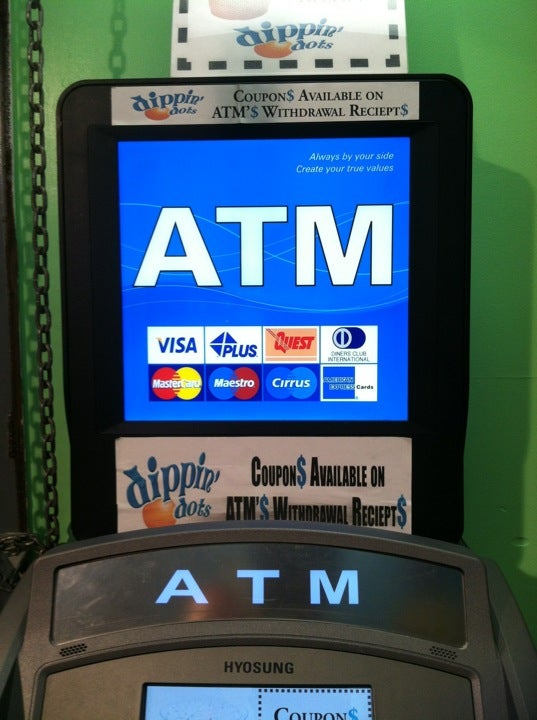 dippin'
dots
dippin'
dots
COUPON$ AVAILABLE ON
ATM'$ WITHDRAWAL RECIEPT$
Always by your side
Create your true values
ATM
VISA
PLUS
QUEST
DINERS CLUB
INTERNATIONAL
MasterCard
Maestro
Cirrus
AMERICAN
EXPRESS Cards
dippin'
dots
COUPON$ AVAILABLE ON
ATM'$ WITHDRAWAL RECIEPT$
ATM
HYOSUNG
COUPON$